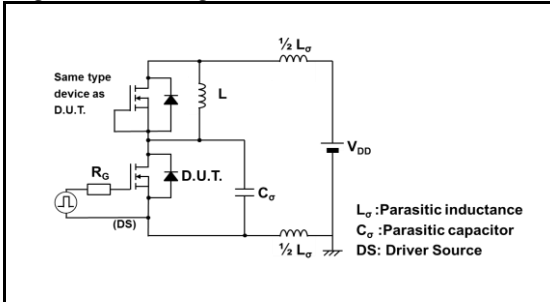 ½ Lσ
Same type
device as
D.U.T.
L
VDD
RG
D.U.T.
Cσ
(DS)
½ Lσ
Lσ :Parasitic inductance
Cσ :Parasitic capacitor
DS: Driver Source